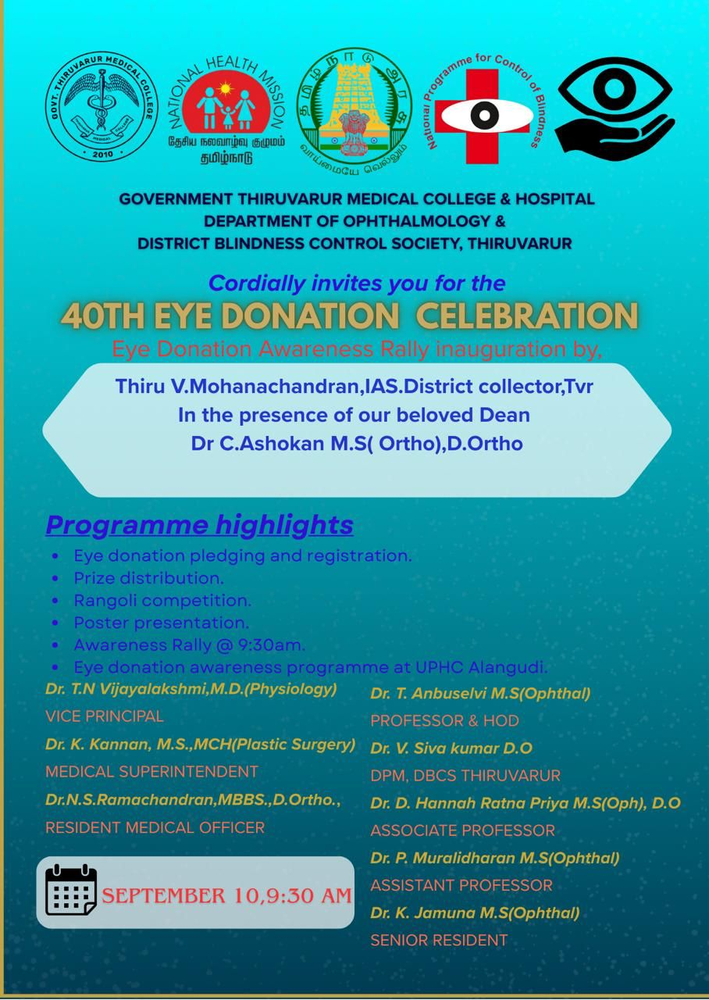 GOVT. THIRUVARUR MEDICAL COLLEGE
MEDICAL
2010
NATIONAL HEALTH MISSION
தேசிய நலவாழ்வு குழுமம்
தமிழ்நாடு
தமிழ்நாடு அரசு
வாய்மையே வெல்லும்
National Programme for Control of Blindness
GOVERNMENT THIRUVARUR MEDICAL COLLEGE & HOSPITAL
DEPARTMENT OF OPHTHALMOLOGY &
DISTRICT BLINDNESS CONTROL SOCIETY, THIRUVARUR
Cordially invites you for the
40TH EYE DONATION CELEBRATION
Eye Donation Awareness Rally inauguration by,
Thiru V.Mohanachandran,IAS.District collector,Tvr
In the presence of our beloved Dean
Dr C.Ashokan M.S( Ortho),D.Ortho
Programme highlights
• Eye donation pledging and registration.
• Prize distribution.
• Rangoli competition.
• Poster presentation.
• Awareness Rally @ 9:30am.
• Eye donation awareness programme at UPHC Alangudi.
Dr. T.N Vijayalakshmi,M.D.(Physiology)
VICE PRINCIPAL
Dr. K. Kannan, M.S.,MCH(Plastic Surgery)
MEDICAL SUPERINTENDENT
Dr.N.S.Ramachandran,MBBS.,D.Ortho.,
RESIDENT MEDICAL OFFICER
SEPTEMBER 10,9:30 AM
Dr. T. Anbuselvi M.S(Ophthal)
PROFESSOR & HOD
Dr. V. Siva kumar D.O
DPM, DBCS THIRUVARUR
Dr. D. Hannah Ratna Priya M.S(Oph), D.O
ASSOCIATE PROFESSOR
Dr. P. Muralidharan M.S(Ophthal)
ASSISTANT PROFESSOR
Dr. K. Jamuna M.S(Ophthal)
SENIOR RESIDENT